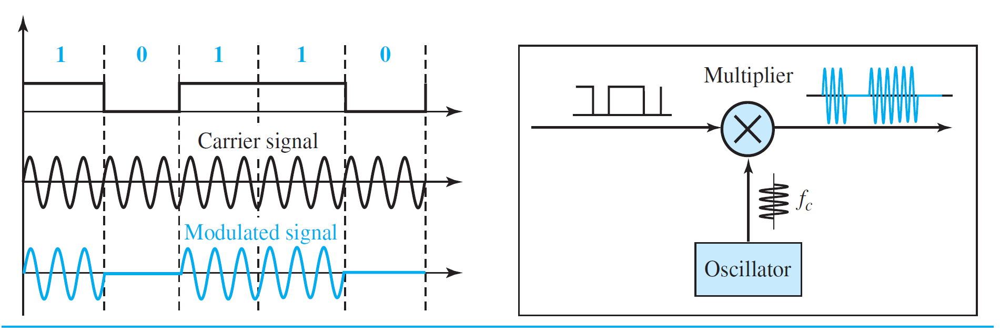 1 0 1 1 0
Carrier signal
Modulated signal
Multiplier
fc
Oscillator